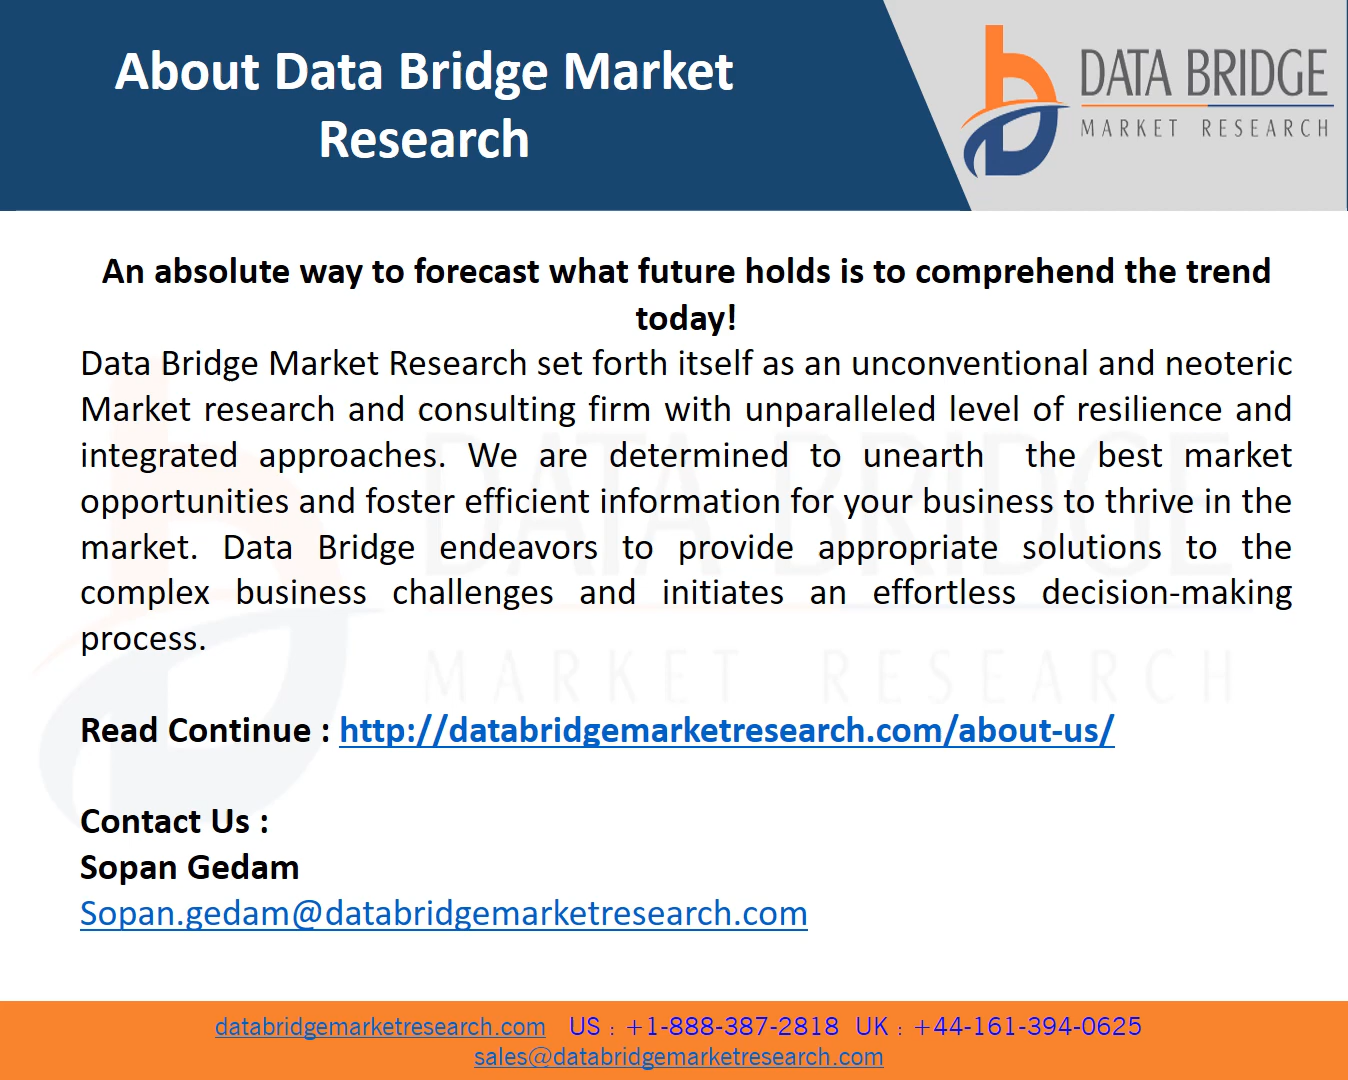 About Data Bridge Market
Research
DATA BRIDGE
MARKET RESEARCH
An absolute way to forecast what future holds is to comprehend the trend
today!
Data Bridge Market Research set forth itself as an unconventional and neoteric
Market research and consulting firm with unparalleled level of resilience and
integrated approaches. We are determined to unearth the best market
opportunities and foster efficient information for your business to thrive in the
market. Data Bridge endeavors to provide appropriate solutions to the
complex business challenges and initiates an effortless decision-making
process.
DATA BRIDGE
MARKET RESEARCH
Read Continue : http://databridgemarketresearch.com/about-us/
Contact Us :
Sopan Gedam
Sopan.gedam@databridgemarketresearch.com
databridgemarketresearch.com US : +1-888-387-2818 UK : +44-161-394-0625
sales@databridgemarketresearch.com